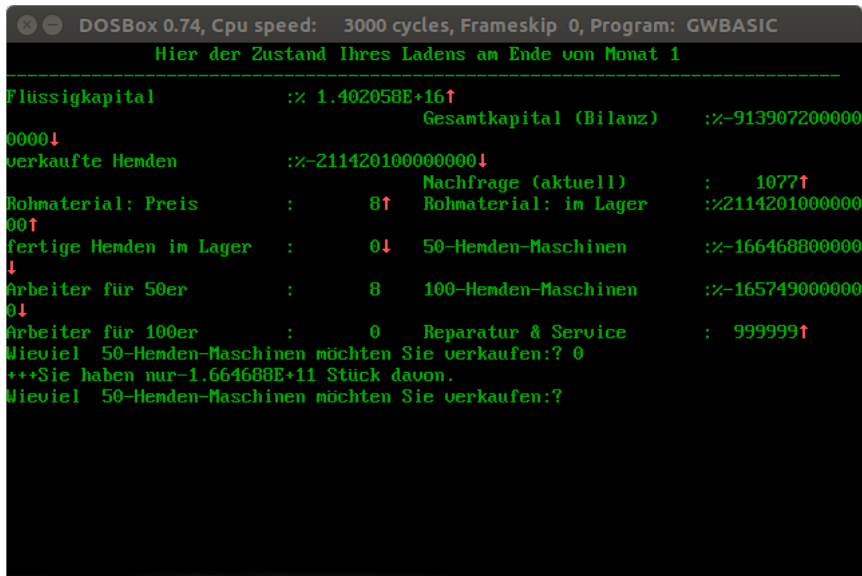 DOSBox 0.74, Cpu speed: 3000 cycles, Frameskip 0, Program: GWBASIC
Hier der Zustand Ihres Ladens am Ende von Monat 1
--------------------------------------------------------------------------------
Flüssigkapital :% 1.402058E+16↑
Gesamtkapital (Bilanz) :%-913907200000
0000↓
verkaufte Hemden :%-211420100000000↓
Nachfrage (aktuell) : 1077↑
Rohmaterial: Preis : 8↑ Rohmaterial: im Lager :%2114201000000
00↑
fertige Hemden im Lager : 0↓ 50-Hemden-Maschinen :%-166468800000
↓
Arbeiter für 50er : 8 100-Hemden-Maschinen :%-165749000000
0↓
Arbeiter für 100er : 0 Reparatur & Service : 999999↑
Wieviel 50-Hemden-Maschinen möchten Sie verkaufen:? 0
+++Sie haben nur-1.664688E+11 Stück davon.
Wieviel 50-Hemden-Maschinen möchten Sie verkaufen:?